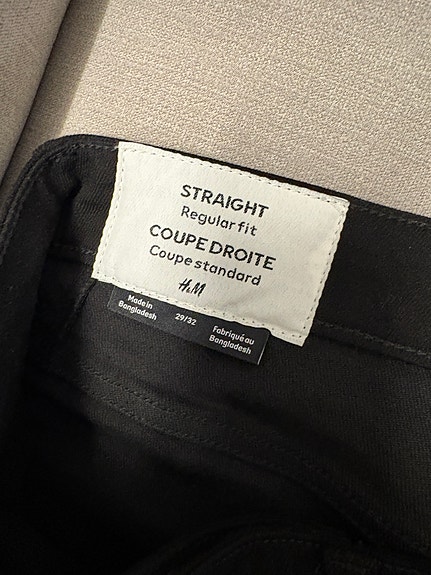 STRAIGHT
Regular fit
COUPE DROITE
Coupe standard
H&M
Made in
Bangladesh
29/32
Fabriqué au
Bangladesh